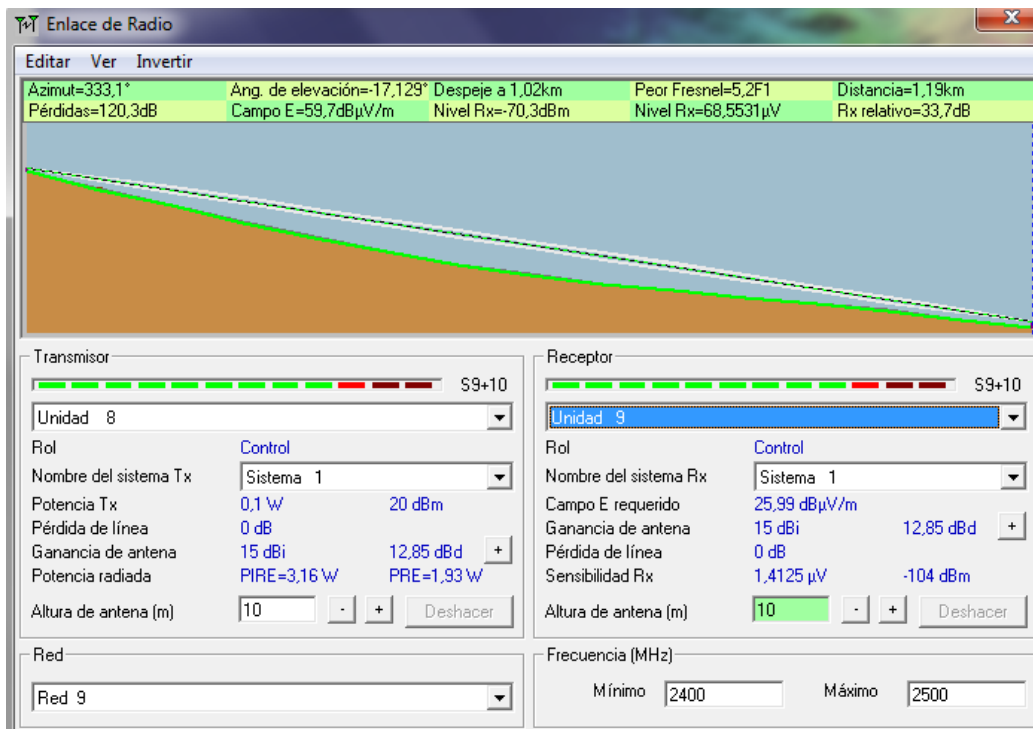 Enlace de Radio
Editar Ver Invertir
Azimut=333,1° Ang. de elevación=-17,129° Despeje a 1,02km Peor Fresnel=5,2F1 Distancia=1,19km
Pérdidas=120,3dB Campo E=59,7dBµV/m Nivel Rx=-70,3dBm Nivel Rx=68,5531µV Rx relativo=33,7dB
Transmisor
S9+10
Unidad 8
Rol Control
Nombre del sistema Tx Sistema 1
Potencia Tx 0,1 W 20 dBm
Pérdida de línea 0 dB
Ganancia de antena 15 dBi 12,85 dBd +
Potencia radiada PIRE=3,16 W PRE=1,93 W
Altura de antena (m) 10 - + Deshacer
Receptor
S9+10
Unidad 9
Rol Control
Nombre del sistema Rx Sistema 1
Campo E requerido 25,99 dBµV/m
Ganancia de antena 15 dBi 12,85 dBd +
Pérdida de línea 0 dB
Sensibilidad Rx 1,4125 µV -104 dBm
Altura de antena (m) 10 - + Deshacer
Red
Red 9
Frecuencia (MHz)
Mínimo 2400 Máximo 2500